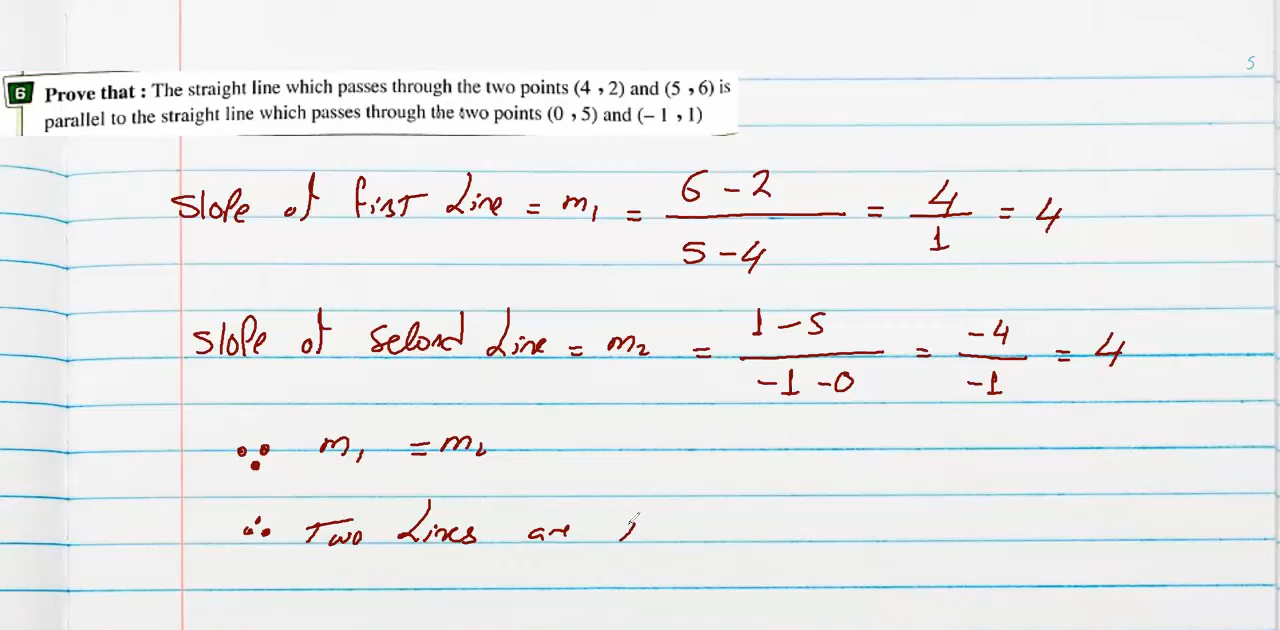 5
6 Prove that : The straight line which passes through the two points (4 , 2) and (5 , 6) is
parallel to the straight line which passes through the two points (0 , 5) and (– 1 , 1)
Slope of first Line = m₁ = (6 – 2)/(5 – 4) = 4/1 = 4
Slope of second Line = m₂ = (1 – 5)/(–1 – 0) = –4/–1 = 4
∵ m₁ = m₂
∴ Two Lines are